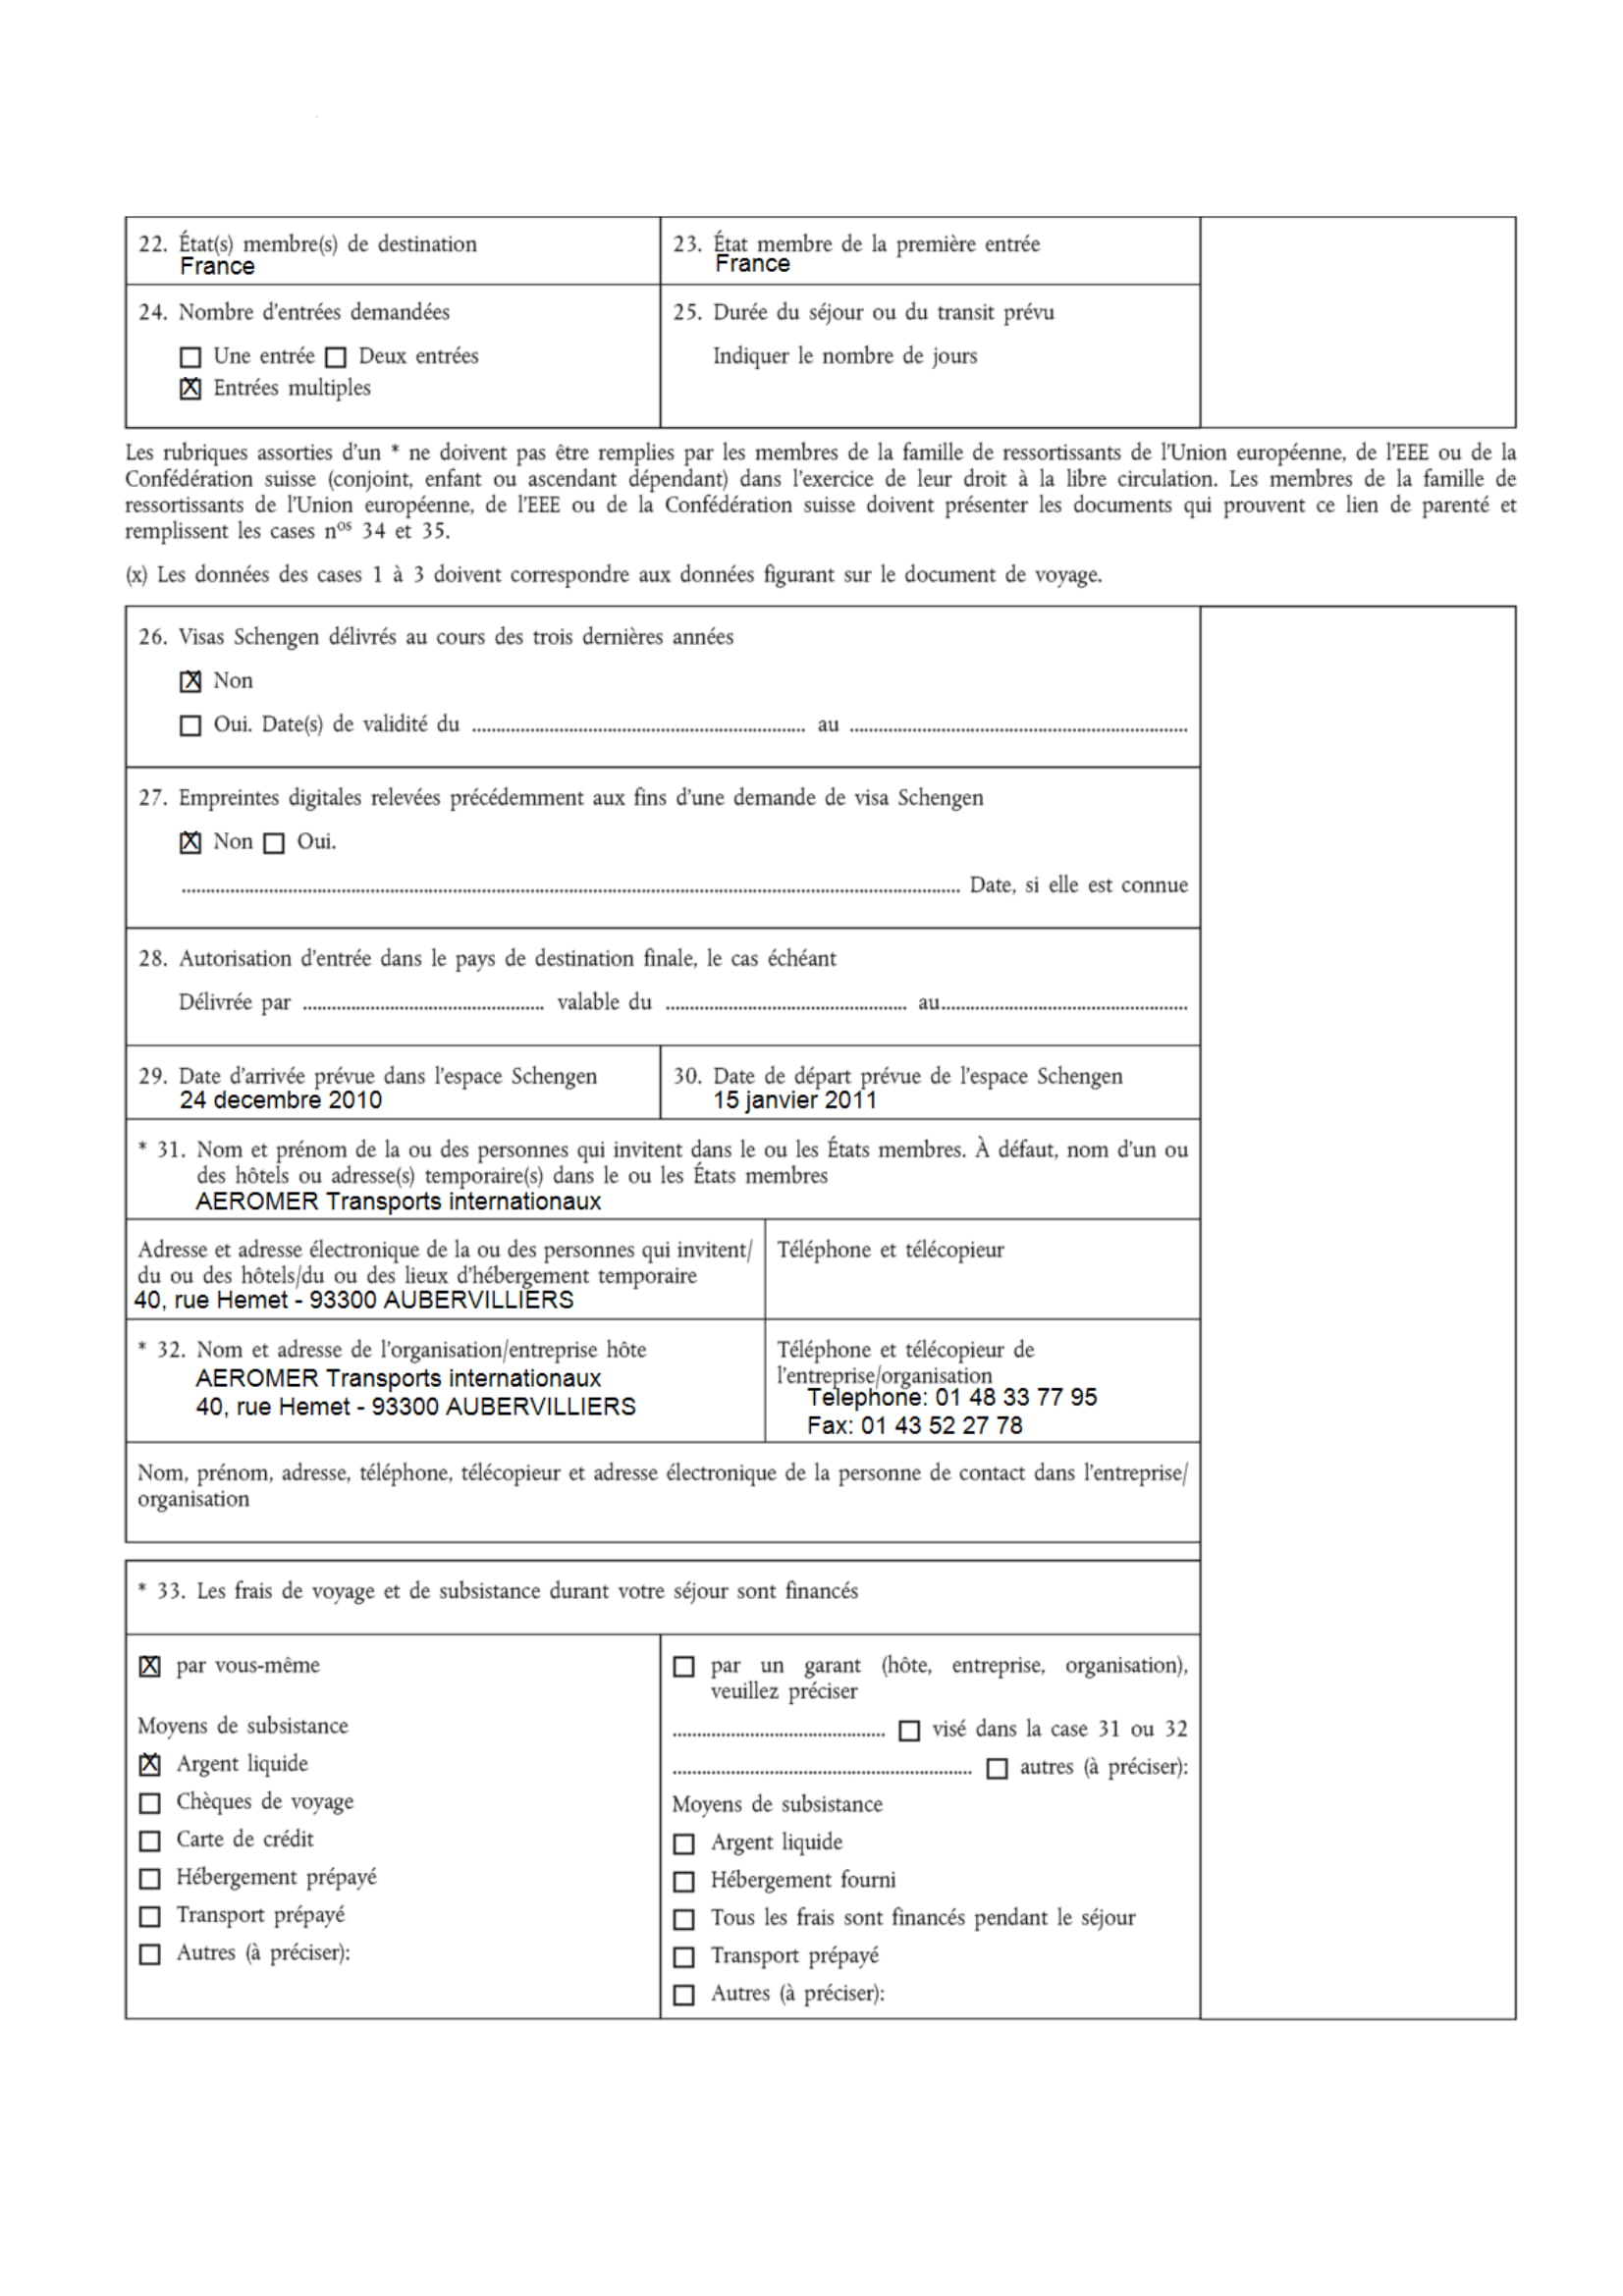 22. État(s) membre(s) de destination
France
23. État membre de la première entrée
France
24. Nombre d'entrées demandées
☐ Une entrée ☐ Deux entrées
☒ Entrées multiples
25. Durée du séjour ou du transit prévu
Indiquer le nombre de jours
Les rubriques assorties d'un * ne doivent pas être remplies par les membres de la famille de ressortissants de l'Union européenne, de l'EEE ou de la
Confédération suisse (conjoint, enfant ou ascendant dépendant) dans l'exercice de leur droit à la libre circulation. Les membres de la famille de
ressortissants de l'Union européenne, de l'EEE ou de la Confédération suisse doivent présenter les documents qui prouvent ce lien de parenté et
remplissent les cases nos 34 et 35.
(x) Les données des cases 1 à 3 doivent correspondre aux données figurant sur le document de voyage.
26. Visas Schengen délivrés au cours des trois dernières années
☒ Non
☐ Oui. Date(s) de validité du ........................ au ........................
27. Empreintes digitales relevées précédemment aux fins d'une demande de visa Schengen
☒ Non ☐ Oui.
........................ Date, si elle est connue
28. Autorisation d'entrée dans le pays de destination finale, le cas échéant
Délivrée par ........................ valable du ........................ au........................
29. Date d'arrivée prévue dans l'espace Schengen
24 decembre 2010
30. Date de départ prévue de l'espace Schengen
15 janvier 2011
* 31. Nom et prénom de la ou des personnes qui invitent dans le ou les États membres. À défaut, nom d'un ou
des hôtels ou adresse(s) temporaire(s) dans le ou les États membres
AEROMER Transports internationaux
Adresse et adresse électronique de la ou des personnes qui invitent/
du ou des hôtels/du ou des lieux d'hébergement temporaire
40, rue Hemet - 93300 AUBERVILLIERS
Téléphone et télécopieur
* 32. Nom et adresse de l'organisation/entreprise hôte
AEROMER Transports internationaux
40, rue Hemet - 93300 AUBERVILLIERS
Téléphone et télécopieur de
l'entreprise/organisation
Telephone: 01 48 33 77 95
Fax: 01 43 52 27 78
Nom, prénom, adresse, téléphone, télécopieur et adresse électronique de la personne de contact dans l'entreprise/
organisation
* 33. Les frais de voyage et de subsistance durant votre séjour sont financés
☒ par vous-même
Moyens de subsistance
☒ Argent liquide
☐ Chèques de voyage
☐ Carte de crédit
☐ Hébergement prépayé
☐ Transport prépayé
☐ Autres (à préciser):
☐ par un garant (hôte, entreprise, organisation),
veuillez préciser
........................ ☐ visé dans la case 31 ou 32
........................ ☐ autres (à préciser):
Moyens de subsistance
☐ Argent liquide
☐ Hébergement fourni
☐ Tous les frais sont financés pendant le séjour
☐ Transport prépayé
☐ Autres (à préciser):